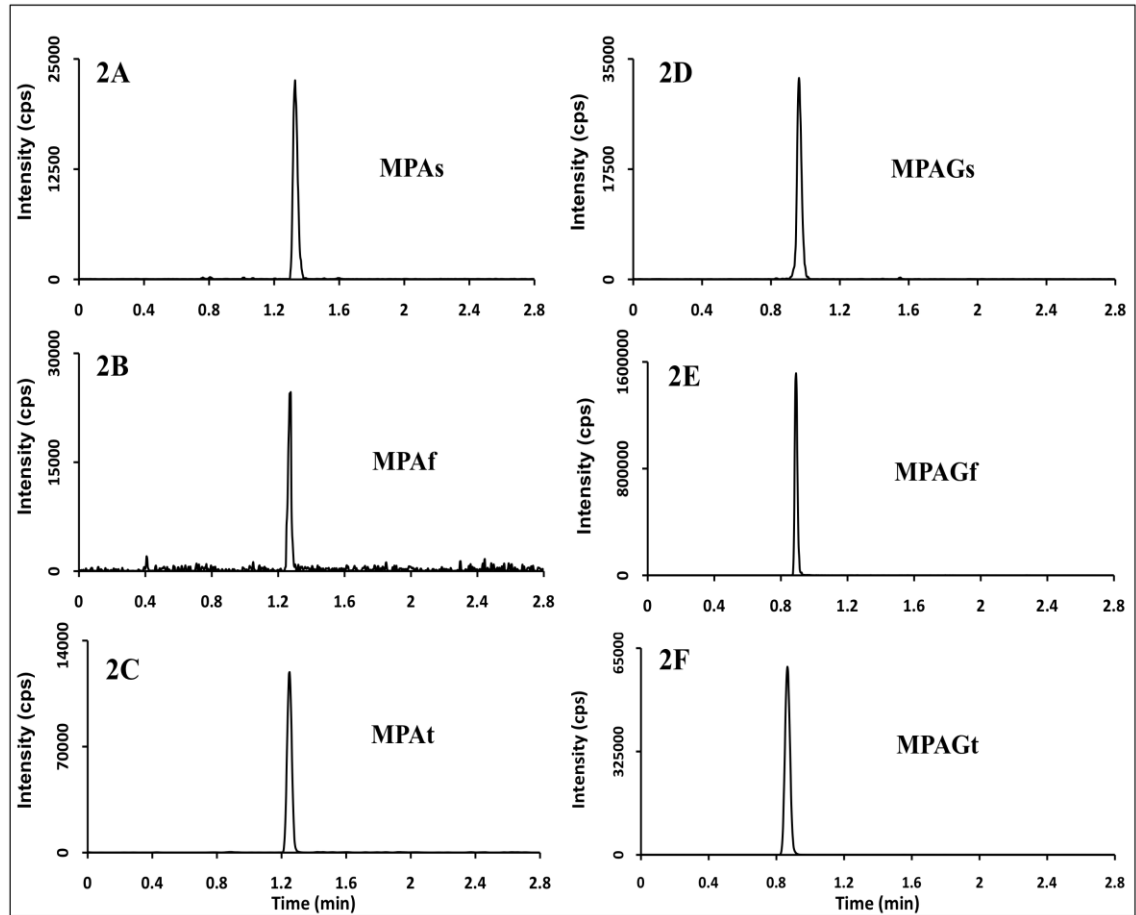 2A
MPAs
Intensity (cps)
25000
12500
0
0 0.4 0.8 1.2 1.6 2 2.4 2.8
2D
MPAGs
Intensity (cps)
35000
17500
0
0 0.4 0.8 1.2 1.6 2 2.4 2.8
2B
MPAf
Intensity (cps)
30000
15000
0
0 0.4 0.8 1.2 1.6 2 2.4 2.8
2E
MPAGf
Intensity (cps)
1600000
800000
0
0 0.4 0.8 1.2 1.6 2 2.4 2.8
2C
MPAt
Intensity (cps)
14000
70000
0
0 0.4 0.8 1.2 1.6 2 2.4 2.8
Time (min)
2F
MPAGt
Intensity (cps)
65000
325000
0
0 0.4 0.8 1.2 1.6 2 2.4 2.8
Time (min)